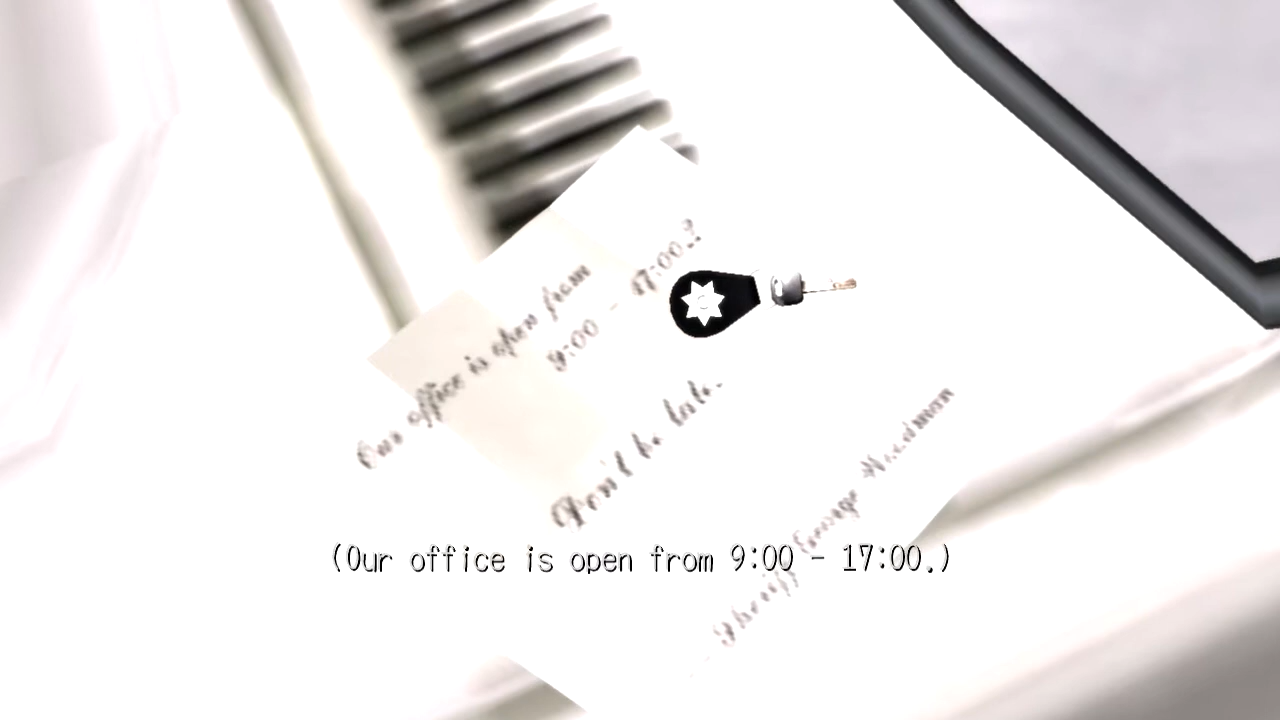 Our office is open from
9:00 - 17:00.
Don't be late.
- Sheriff George Woodman
(Our office is open from 9:00 - 17:00.)